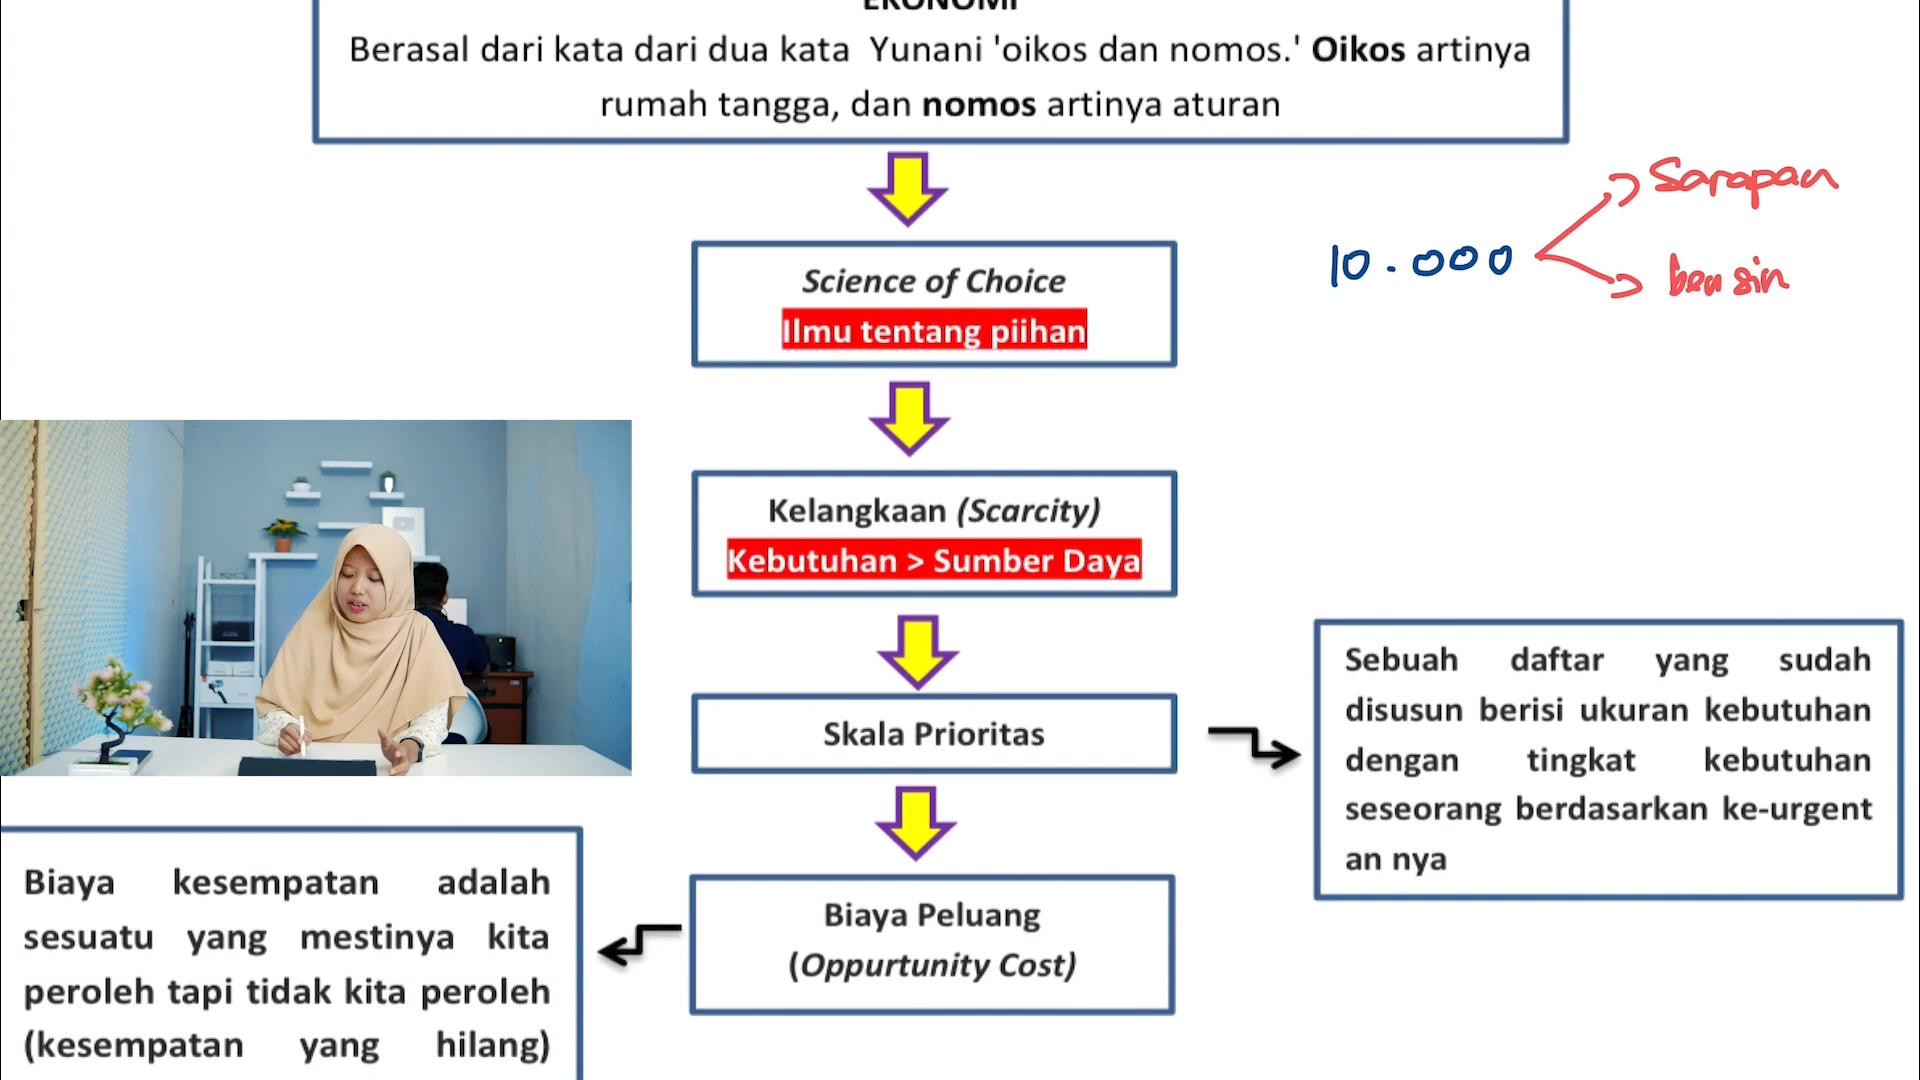 EKONOMI
Berasal dari kata dari dua kata Yunani 'oikos dan nomos.' Oikos artinya
rumah tangga, dan nomos artinya aturan
Science of Choice
Ilmu tentang piihan
10.000
Sarapan
bensin
Kelangkaan (Scarcity)
Kebutuhan > Sumber Daya
Skala Prioritas
Sebuah daftar yang sudah
disusun berisi ukuran kebutuhan
dengan tingkat kebutuhan
seseorang berdasarkan ke-urgent
an nya
Biaya Peluang
(Oppurtunity Cost)
Biaya kesempatan adalah
sesuatu yang mestinya kita
peroleh tapi tidak kita peroleh
(kesempatan yang hilang)